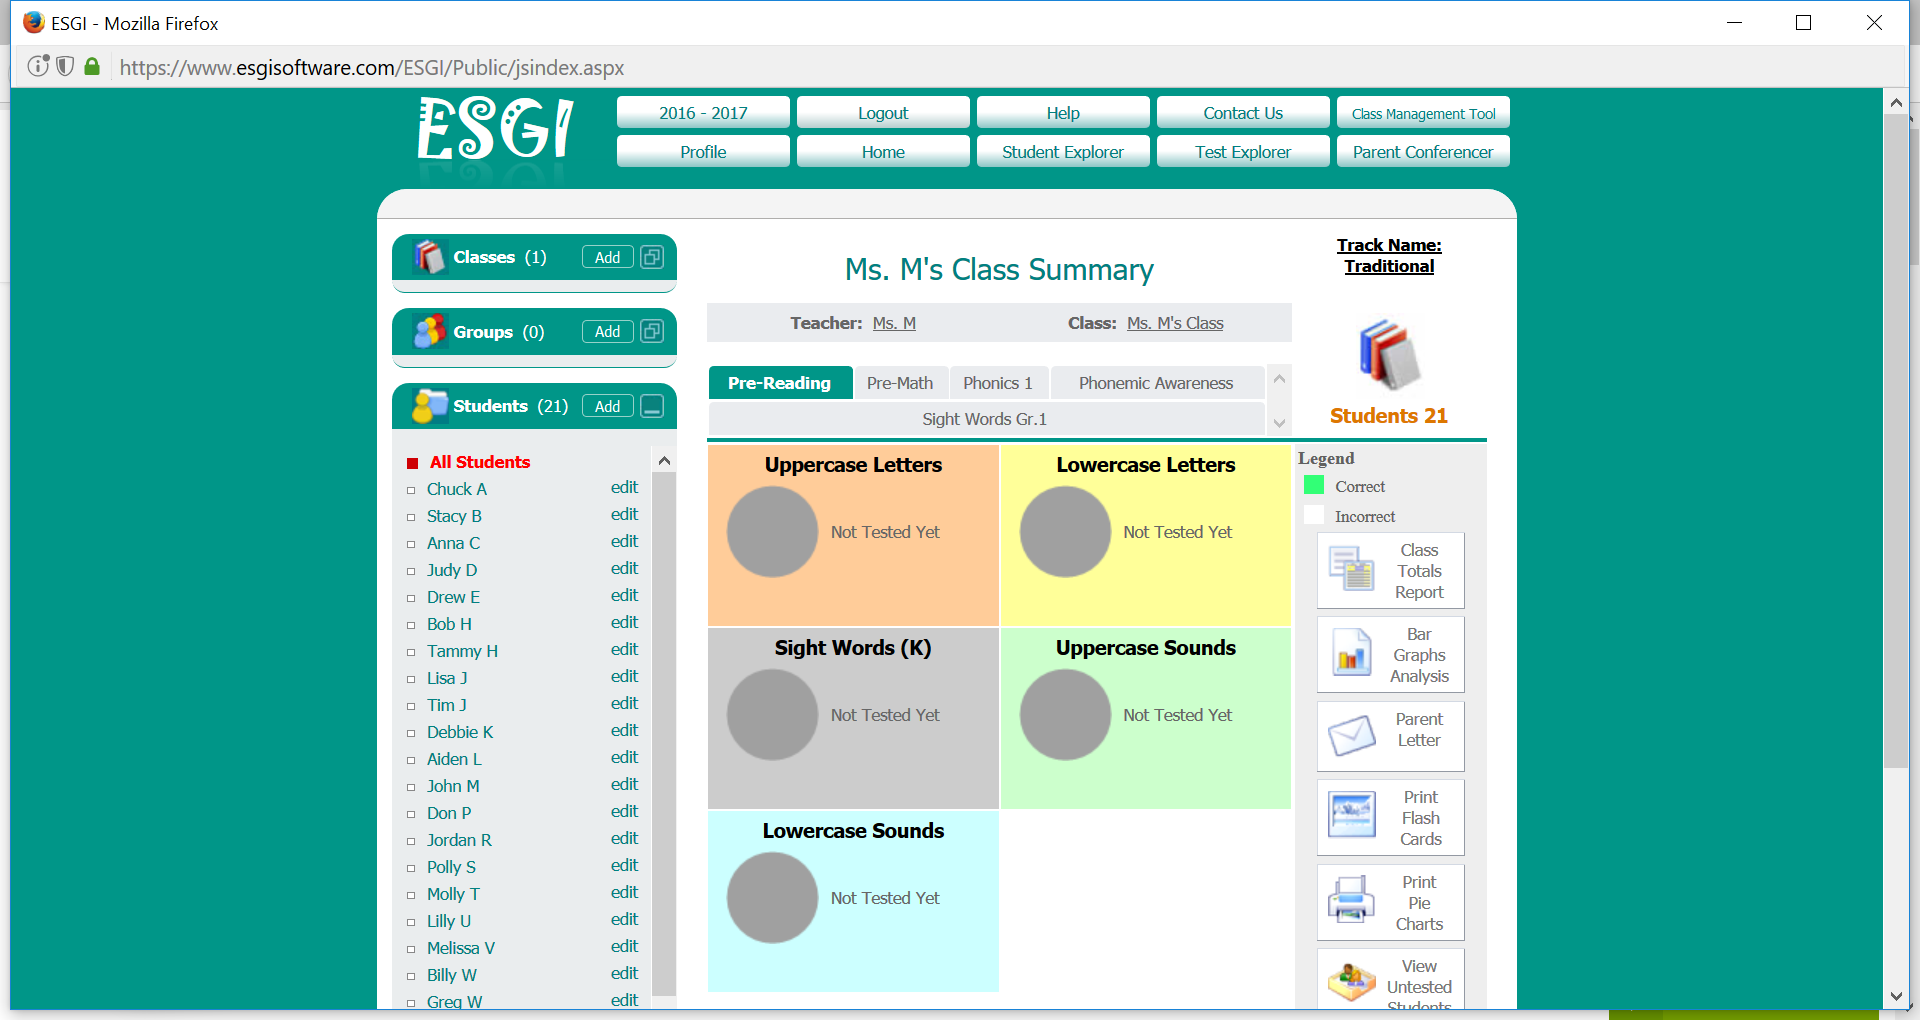 ESGI - Mozilla Firefox
https://www.esgisoftware.com/ESGI/Public/jsindex.aspx
ESGI
2016 - 2017
Logout
Help
Contact Us
Class Management Tool
Profile
Home
Student Explorer
Test Explorer
Parent Conferencer
Classes (1)
Add
Groups (0)
Add
Students (21)
Add
All Students
Chuck A edit
Stacy B edit
Anna C edit
Judy D edit
Drew E edit
Bob H edit
Tammy H edit
Lisa J edit
Tim J edit
Debbie K edit
Aiden L edit
John M edit
Don P edit
Jordan R edit
Polly S edit
Molly T edit
Lilly U edit
Melissa V edit
Billy W edit
Greg W edit
Ms. M's Class Summary
Teacher: Ms. M Class: Ms. M's Class
Pre-Reading
Pre-Math
Phonics 1
Phonemic Awareness
Sight Words Gr.1
Uppercase Letters
Not Tested Yet
Lowercase Letters
Not Tested Yet
Sight Words (K)
Not Tested Yet
Uppercase Sounds
Not Tested Yet
Lowercase Sounds
Not Tested Yet
Track Name:
Traditional
Students 21
Legend
Correct
Incorrect
Class
Totals
Report
Bar
Graphs
Analysis
Parent
Letter
Print
Flash
Cards
Print
Pie
Charts
View
Untested
Students